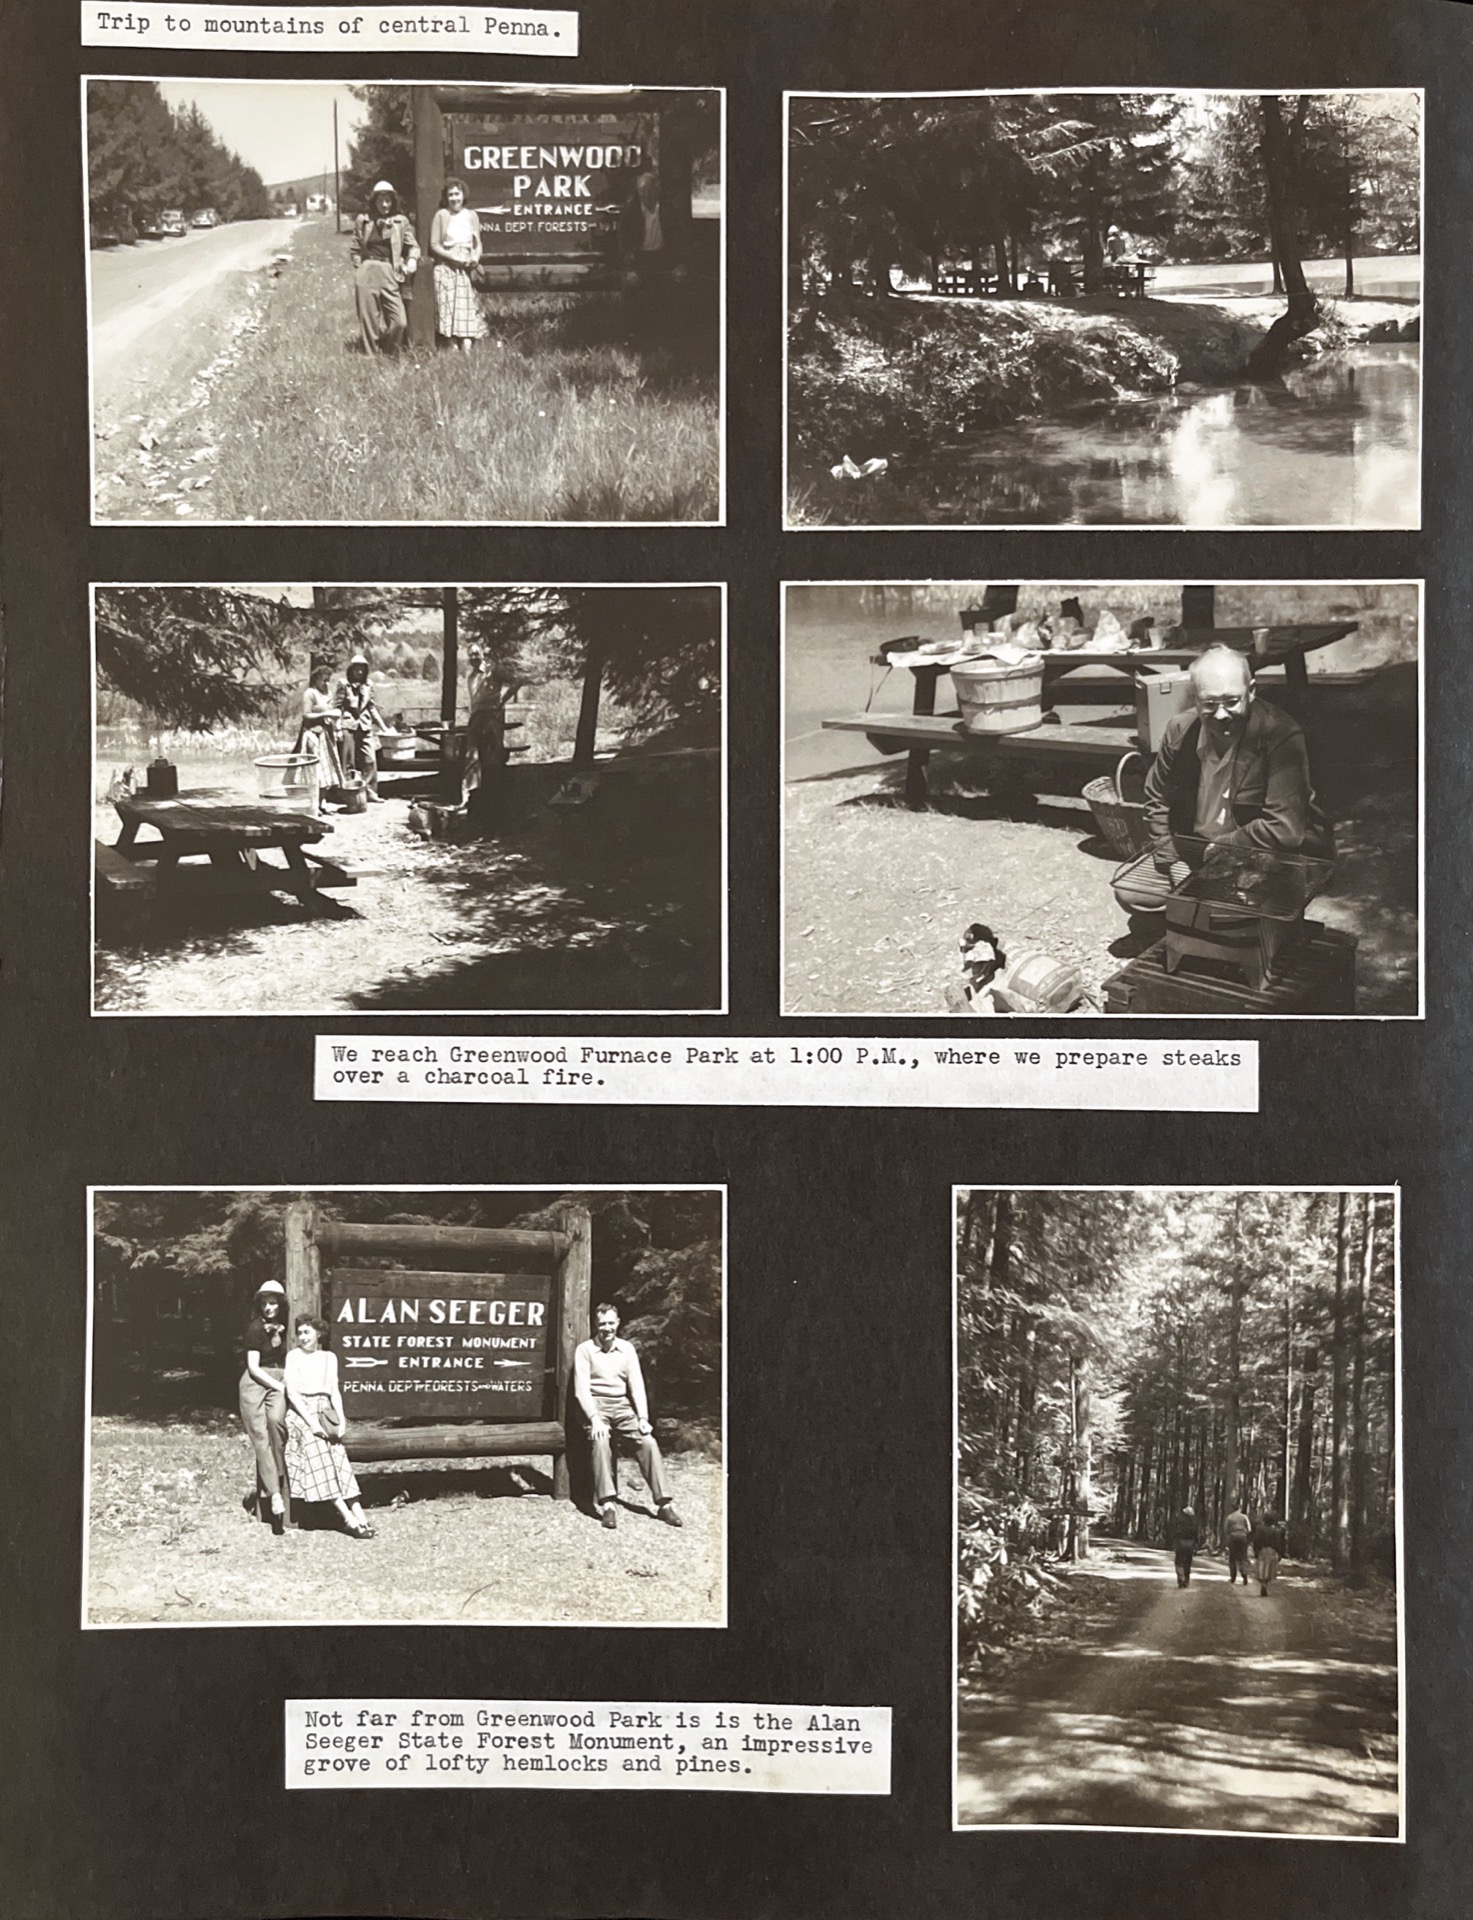 Trip to mountains of central Penna.
GREENWOOD
PARK
ENTRANCE
NNA. DEPT. FORESTS
We reach Greenwood Furnace Park at 1:00 P.M., where we prepare steaks
over a charcoal fire.
ALAN SEEGER
STATE FOREST MONUMENT
ENTRANCE
PENNA. DEPT OF FORESTS AND WATERS
Not far from Greenwood Park is is the Alan
Seeger State Forest Monument, an impressive
grove of lofty hemlocks and pines.